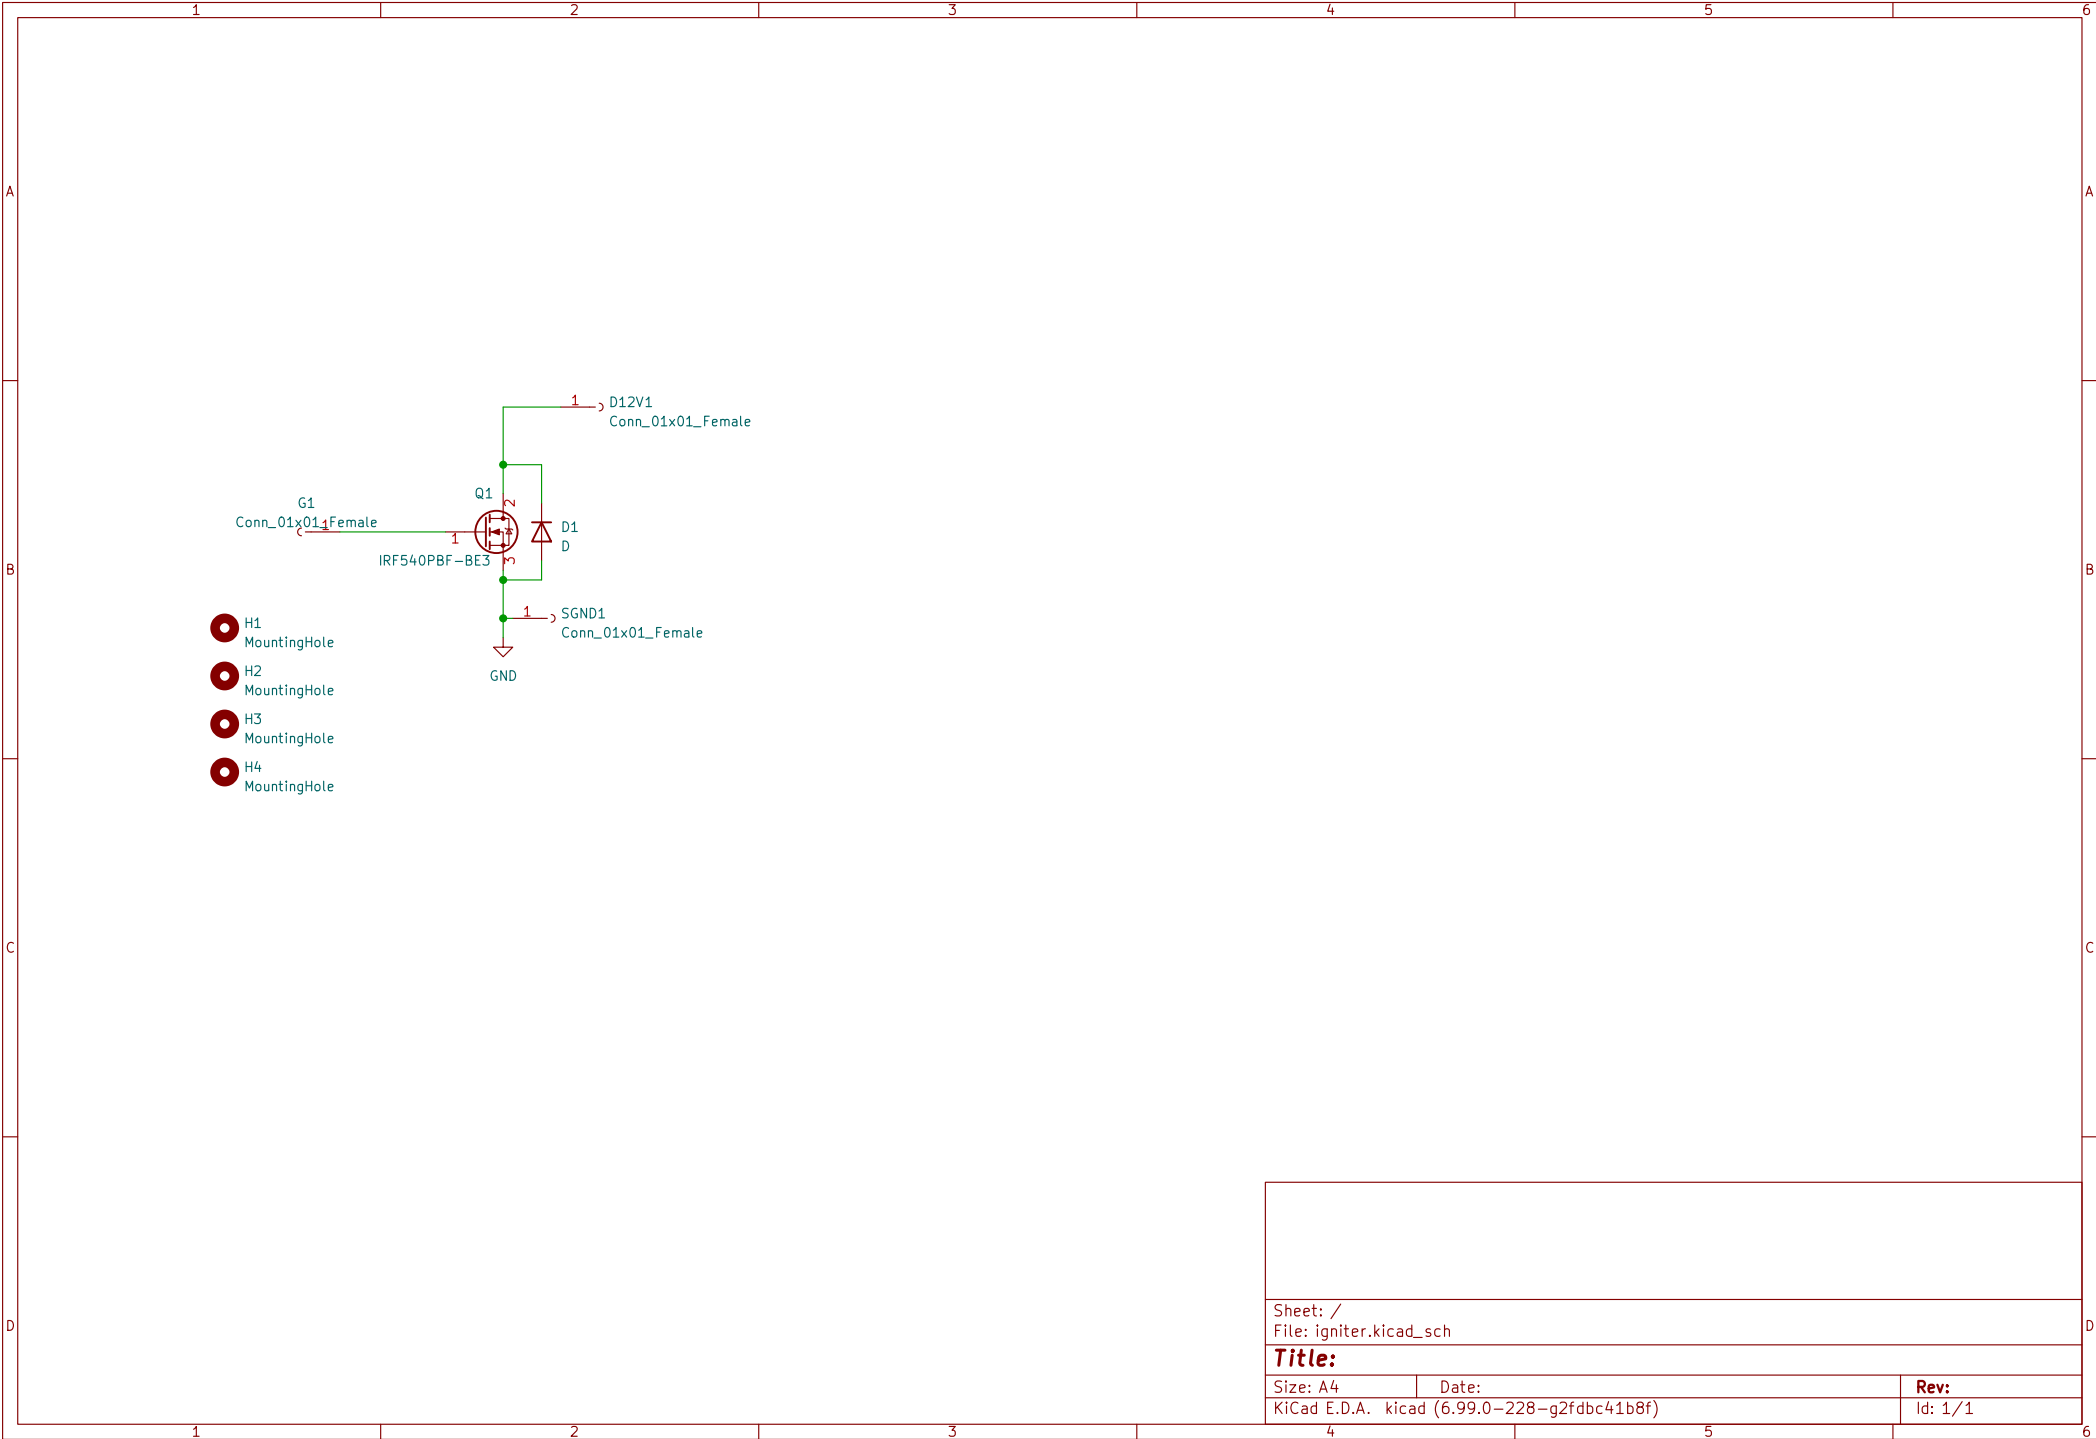 1 2 3 4 5 6
A A
D12V1
1
Conn_01x01_Female
Q1
2
G1
Conn_01x01_Female
1
1
D1
D
3
IRF540PBF-BE3
B B
1
SGND1
Conn_01x01_Female
GND
H1
MountingHole
H2
MountingHole
H3
MountingHole
H4
MountingHole
C C
Sheet: /
File: igniter.kicad_sch
D D
Title:
Size: A4 Date: Rev:
KiCad E.D.A. kicad (6.99.0-228-g2fdbc41b8f) Id: 1/1
1 2 3 4 5 6